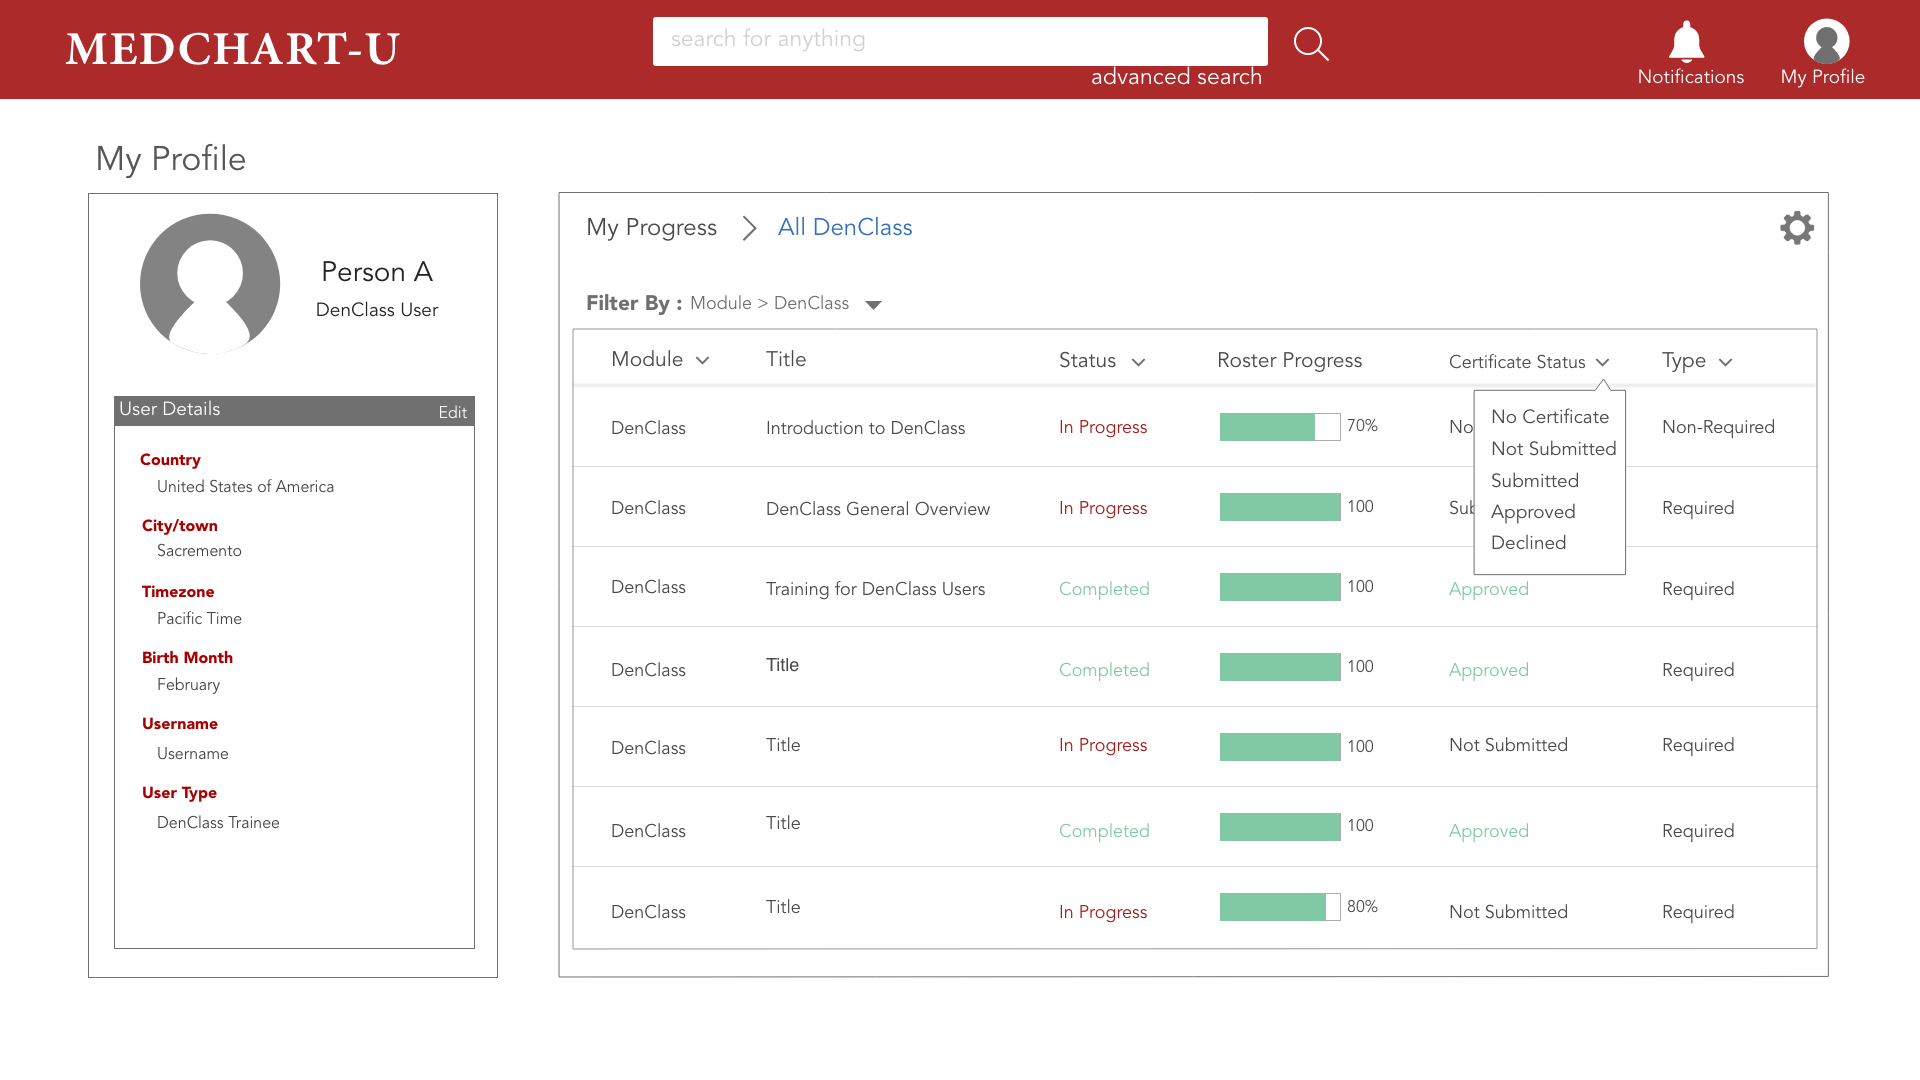 MEDCHART-U
search for anything
advanced search
Notifications
My Profile
My Profile
Person A
DenClass User
User Details Edit
Country
United States of America
City/town
Sacremento
Timezone
Pacific Time
Birth Month
February
Username
Username
User Type
DenClass Trainee
My Progress All DenClass
Filter By : Module > DenClass
Module Title Status Roster Progress Certificate Status Type
No Certificate
Not Submitted
Submitted
Approved
Declined
DenClass Introduction to DenClass In Progress 70% No Non-Required
DenClass DenClass General Overview In Progress 100 Required
DenClass Training for DenClass Users Completed 100 Approved Required
DenClass Title Completed 100 Approved Required
DenClass Title In Progress 100 Not Submitted Required
DenClass Title Completed 100 Approved Required
DenClass Title In Progress 80% Not Submitted Required